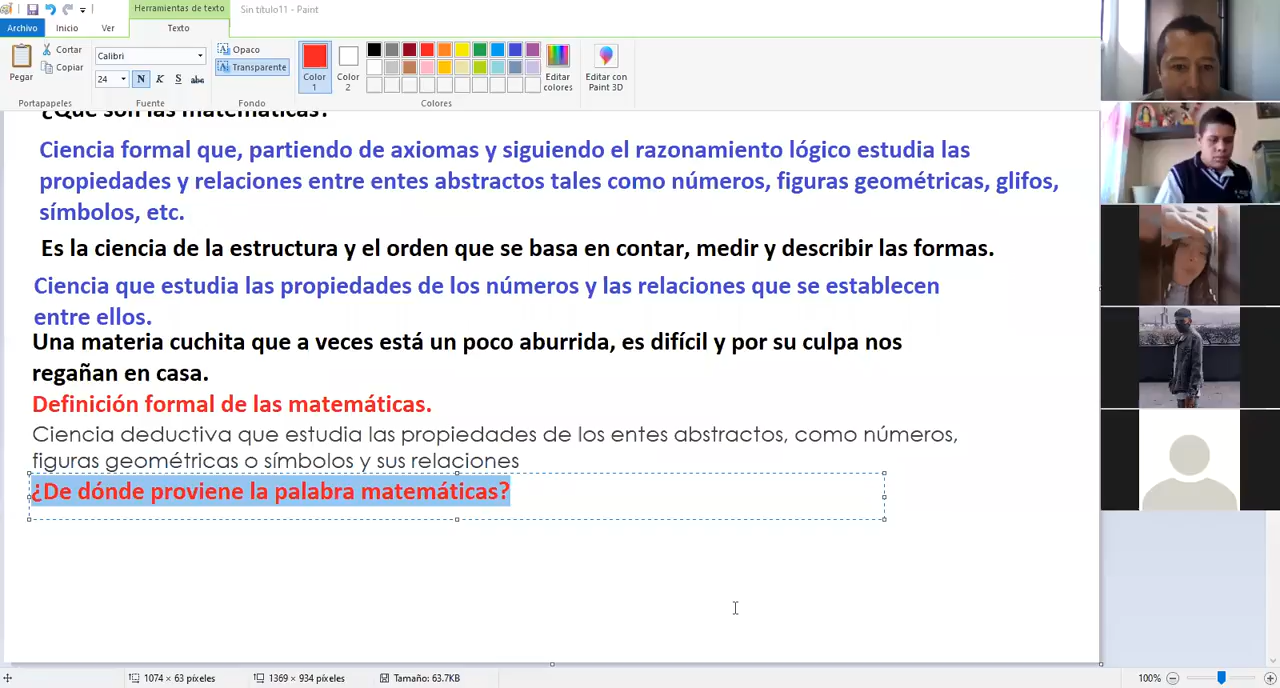 Herramientas de texto
Sin título11 - Paint
Archivo
Inicio
Ver
Texto
Pegar
Cortar
Copiar
Portapapeles
Calibri
24
N K S abc
Fuente
Opaco
Transparente
Fondo
Color 1
Color 2
Colores
Editar colores
Editar con Paint 3D
¿Qué son las matemáticas?
Ciencia formal que, partiendo de axiomas y siguiendo el razonamiento lógico estudia las
propiedades y relaciones entre entes abstractos tales como números, figuras geométricas, glifos,
símbolos, etc.
Es la ciencia de la estructura y el orden que se basa en contar, medir y describir las formas.
Ciencia que estudia las propiedades de los números y las relaciones que se establecen
entre ellos.
Una materia cuchita que a veces está un poco aburrida, es difícil y por su culpa nos
regañan en casa.
Definición formal de las matemáticas.
Ciencia deductiva que estudia las propiedades de los entes abstractos, como números,
figuras geométricas o símbolos y sus relaciones
¿De dónde proviene la palabra matemáticas?
1074 × 63 píxeles
1369 × 934 píxeles
Tamaño: 63.7KB
100%